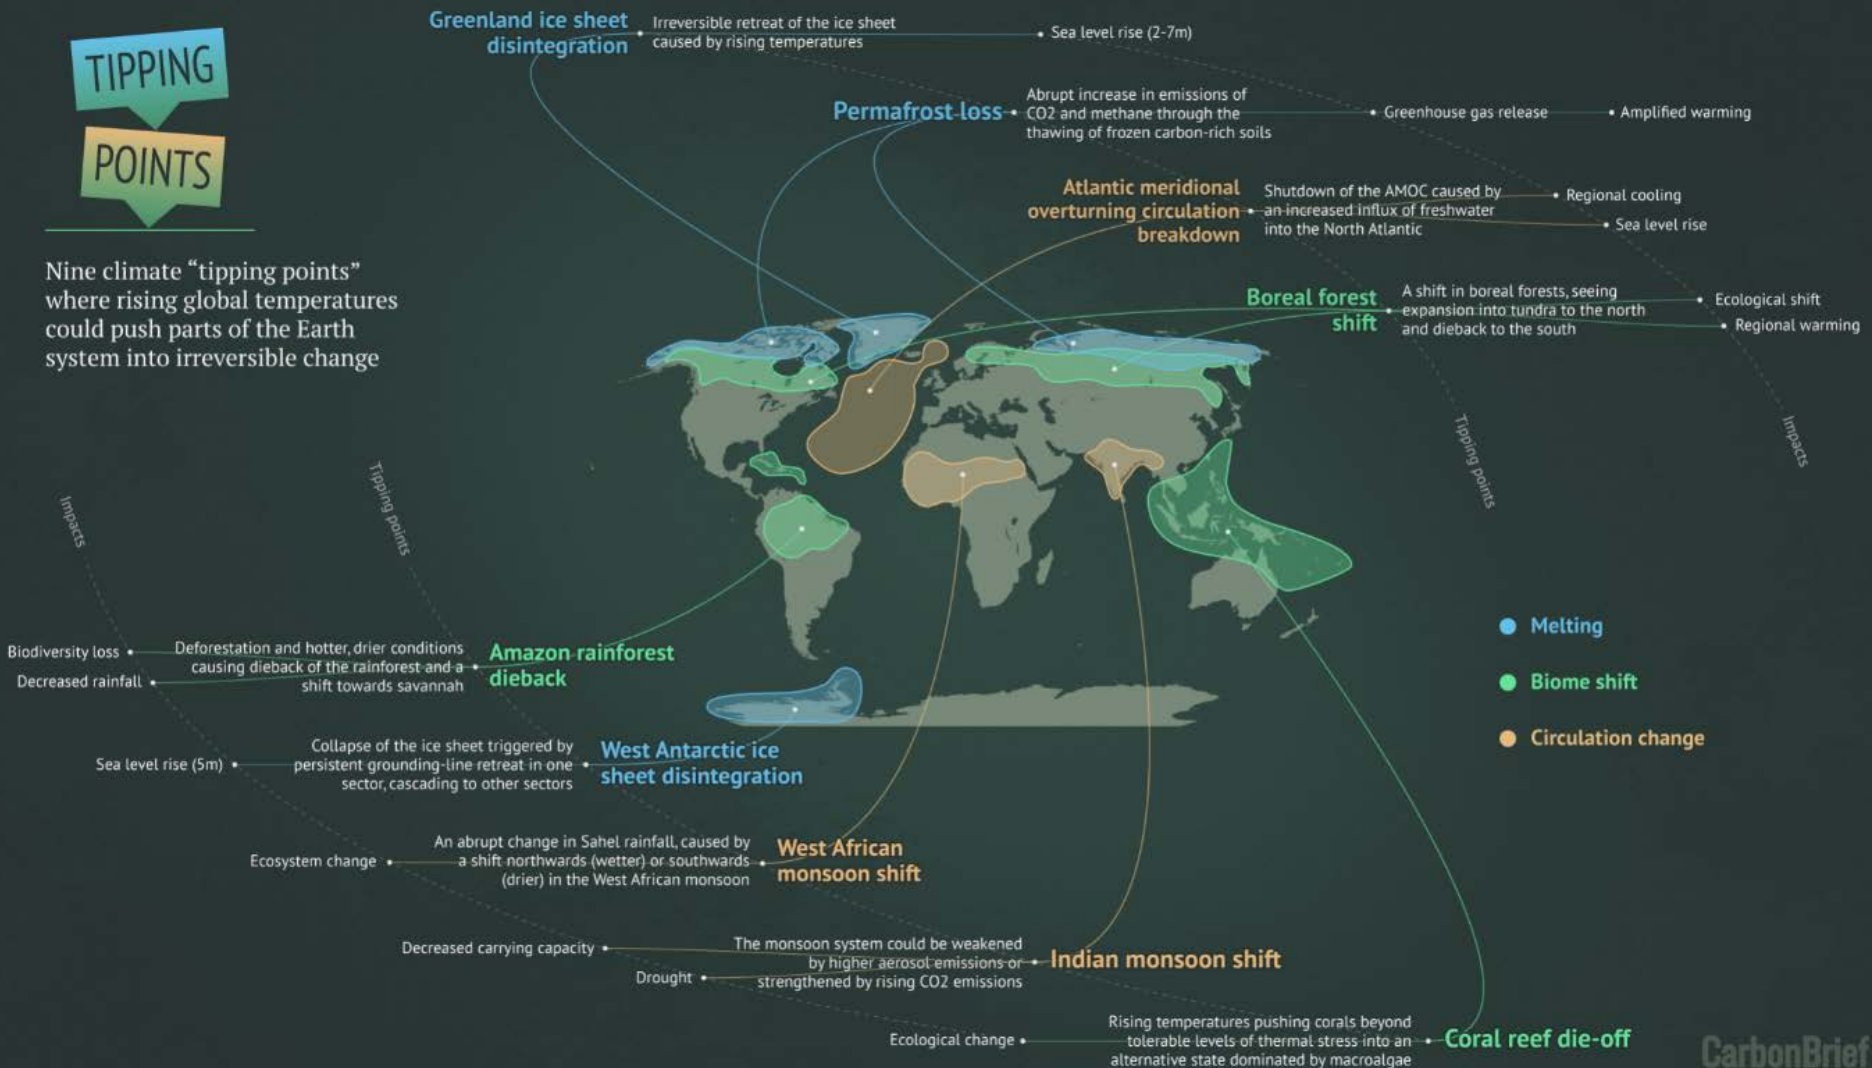 TIPPING
POINTS
Nine climate “tipping points”
where rising global temperatures
could push parts of the Earth
system into irreversible change
Greenland ice sheet
disintegration
Irreversible retreat of the ice sheet
caused by rising temperatures
Sea level rise (2-7m)
Permafrost loss
Abrupt increase in emissions of
CO2 and methane through the
thawing of frozen carbon-rich soils
Greenhouse gas release
Amplified warming
Atlantic meridional
overturning circulation
breakdown
Shutdown of the AMOC caused by
an increased influx of freshwater
into the North Atlantic
Regional cooling
Sea level rise
Boreal forest
shift
A shift in boreal forests, seeing
expansion into tundra to the north
and dieback to the south
Ecological shift
Regional warming
Tipping points
Impacts
Impacts
Tipping points
Biodiversity loss
Decreased rainfall
Deforestation and hotter, drier conditions
causing dieback of the rainforest and a
shift towards savannah
Amazon rainforest
dieback
Melting
Biome shift
Circulation change
Sea level rise (5m)
Collapse of the ice sheet triggered by
persistent grounding-line retreat in one
sector, cascading to other sectors
West Antarctic ice
sheet disintegration
Ecosystem change
An abrupt change in Sahel rainfall, caused by
a shift northwards (wetter) or southwards
(drier) in the West African monsoon
West African
monsoon shift
Decreased carrying capacity
Drought
The monsoon system could be weakened
by higher aerosol emissions or
strengthened by rising CO2 emissions
Indian monsoon shift
Ecological change
Rising temperatures pushing corals beyond
tolerable levels of thermal stress into an
alternative state dominated by macroalgae
Coral reef die-off
CarbonBrief